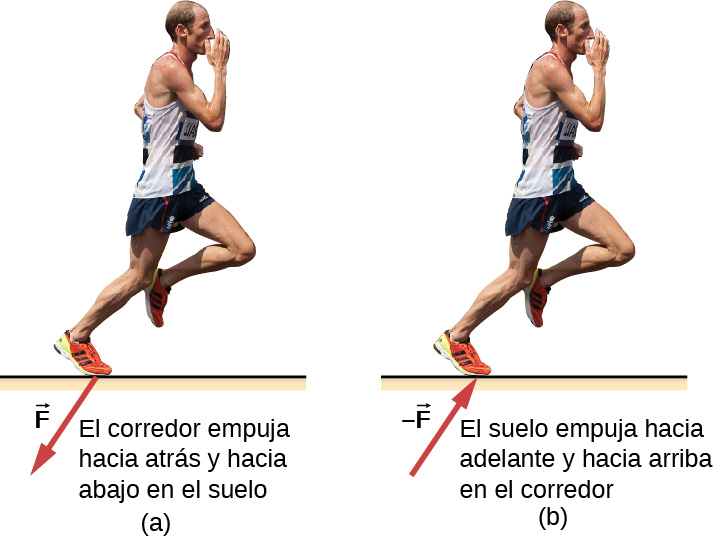 F
El corredor empuja
hacia atrás y hacia
abajo en el suelo
(a)
–F
El suelo empuja hacia
adelante y hacia arriba
en el corredor
(b)